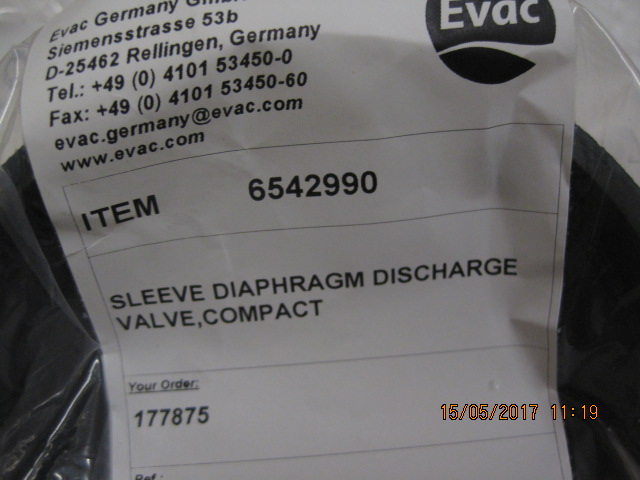 Evac Germany GmbH
Evac
Siemensstrasse 53b
D-25462 Rellingen, Germany
Tel.: +49 (0) 4101 53450-0
Fax: +49 (0) 4101 53450-60
evac.germany@evac.com
www.evac.com
ITEM 6542990
SLEEVE DIAPHRAGM DISCHARGE
VALVE,COMPACT
Your Order:
177875
15/05/2017 11:19
Ref.: